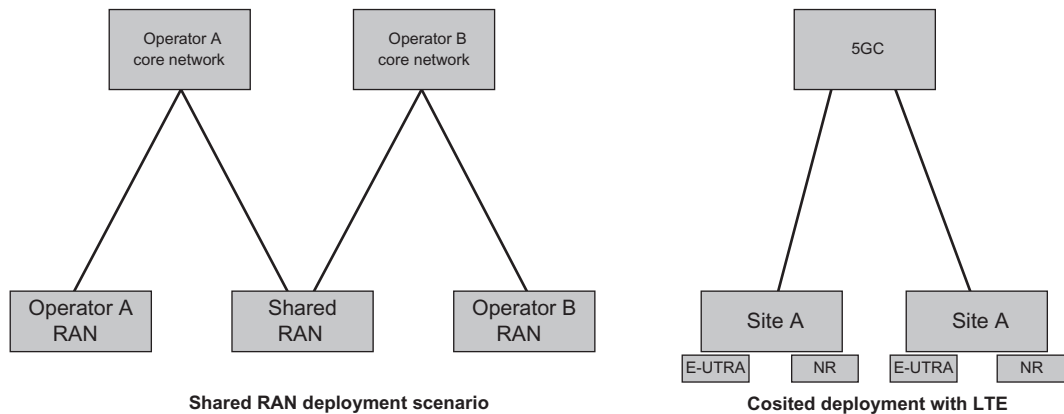 Operator A
core network
Operator B
core network
5GC
Operator A
RAN
Shared
RAN
Operator B
RAN
Site A
Site A
E-UTRA
NR
E-UTRA
NR
Shared RAN deployment scenario
Cosited deployment with LTE